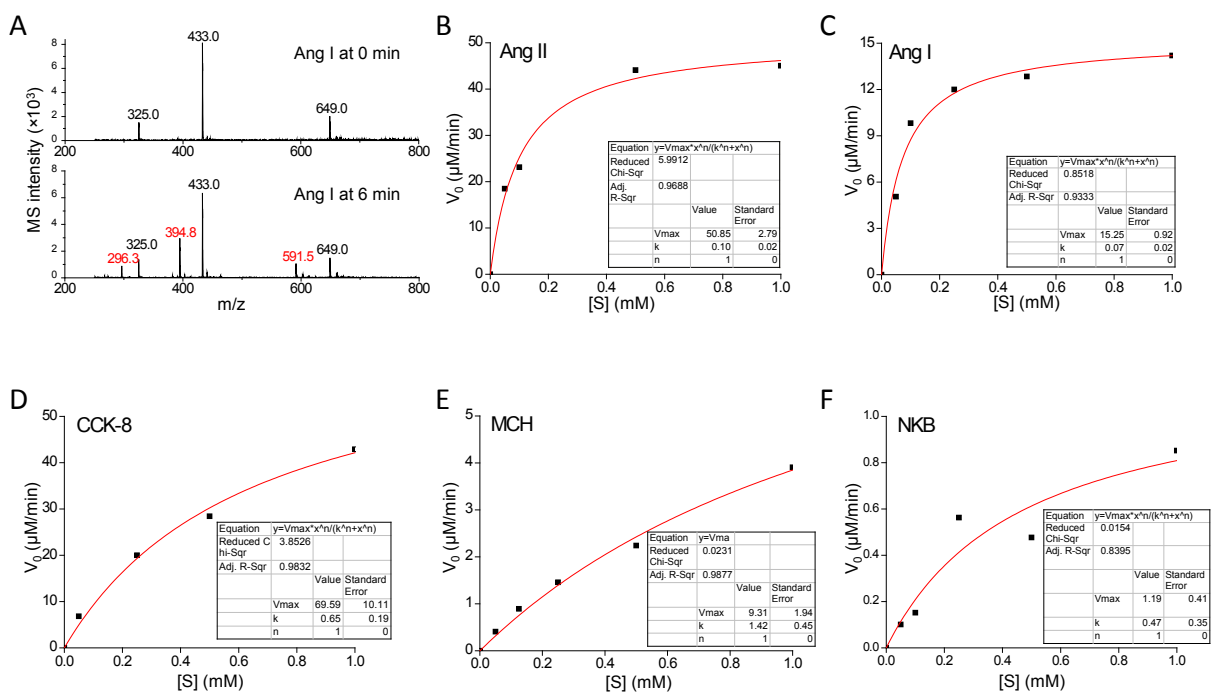 A
Ang I at 0 min
8
6
4
2
0
433.0
325.0
649.0
200
400
600
800
MS intensity (×10³)
Ang I at 6 min
8
6
4
2
0
433.0
394.8
325.0
296.3
591.5
649.0
200
400
600
800
m/z
B
Ang II
50
40
30
20
10
0
V₀ (µM/min)
Equation y=Vmax*x^n/(k^n+x^n)
Reduced Chi-Sqr 5.9912
Adj. R-Sqr 0.9688
Value Standard Error
Vmax 50.85 2.79
k 0.10 0.02
n 1 0
0.0 0.2 0.4 0.6 0.8 1.0
[S] (mM)
C
Ang I
15
12
9
6
3
0
V₀ (µM/min)
Equation y=Vmax*x^n/(k^n+x^n)
Reduced Chi-Sqr 0.8518
Adj. R-Sqr 0.9333
Value Standard Error
Vmax 15.25 0.92
k 0.07 0.02
n 1 0
0.0 0.2 0.4 0.6 0.8 1.0
[S] (mM)
D
CCK-8
50
40
30
20
10
0
V₀ (µM/min)
Equation y=Vmax*x^n/(k^n+x^n)
Reduced C hi-Sqr 3.8526
Adj. R-Sqr 0.9832
Value Standard Error
Vmax 69.59 10.11
k 0.65 0.19
n 1 0
0.0 0.2 0.4 0.6 0.8 1.0
[S] (mM)
E
MCH
5
4
3
2
1
0
V₀ (µM/min)
Equation y=Vma
Reduced Chi-Sqr 0.0231
Adj. R-Sqr 0.9877
Value Standard Error
Vmax 9.31 1.94
k 1.42 0.45
n 1 0
0.0 0.2 0.4 0.6 0.8 1.0
[S] (mM)
F
NKB
1.0
0.8
0.6
0.4
0.2
0.0
V₀ (µM/min)
Equation y=Vmax*x^n/(k^n+x^n)
Reduced Chi-Sqr 0.0154
Adj. R-Sqr 0.8395
Value Standard Error
Vmax 1.19 0.41
k 0.47 0.35
n 1 0
0.0 0.2 0.4 0.6 0.8 1.0
[S] (mM)